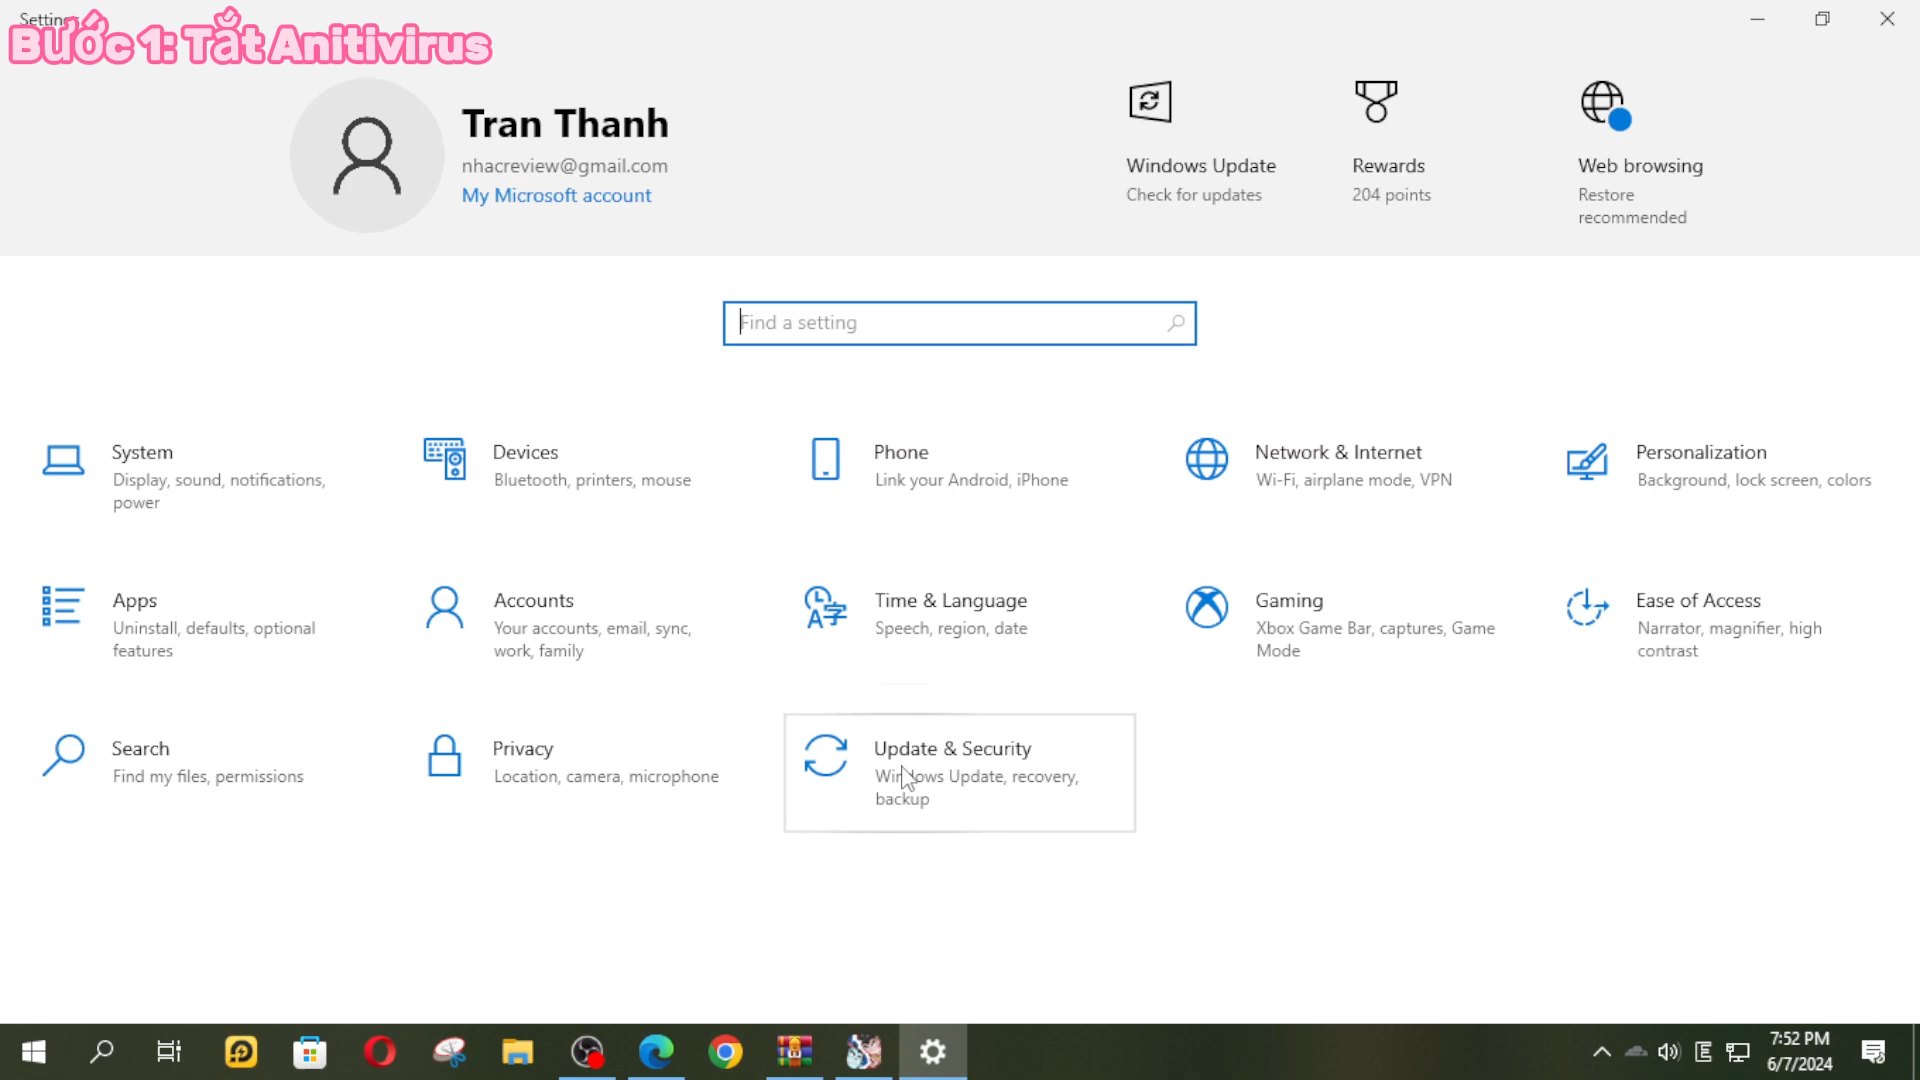 Settings
Bước 1: Tắt Anitivirus
Tran Thanh
nhacreview@gmail.com
My Microsoft account
Windows Update
Check for updates
Rewards
204 points
Web browsing
Restore
recommended
Find a setting
System
Display, sound, notifications,
power
Devices
Bluetooth, printers, mouse
Phone
Link your Android, iPhone
Network & Internet
Wi-Fi, airplane mode, VPN
Personalization
Background, lock screen, colors
Apps
Uninstall, defaults, optional
features
Accounts
Your accounts, email, sync,
work, family
Time & Language
Speech, region, date
Gaming
Xbox Game Bar, captures, Game
Mode
Ease of Access
Narrator, magnifier, high
contrast
Search
Find my files, permissions
Privacy
Location, camera, microphone
Update & Security
Windows Update, recovery,
backup
7:52 PM
6/7/2024